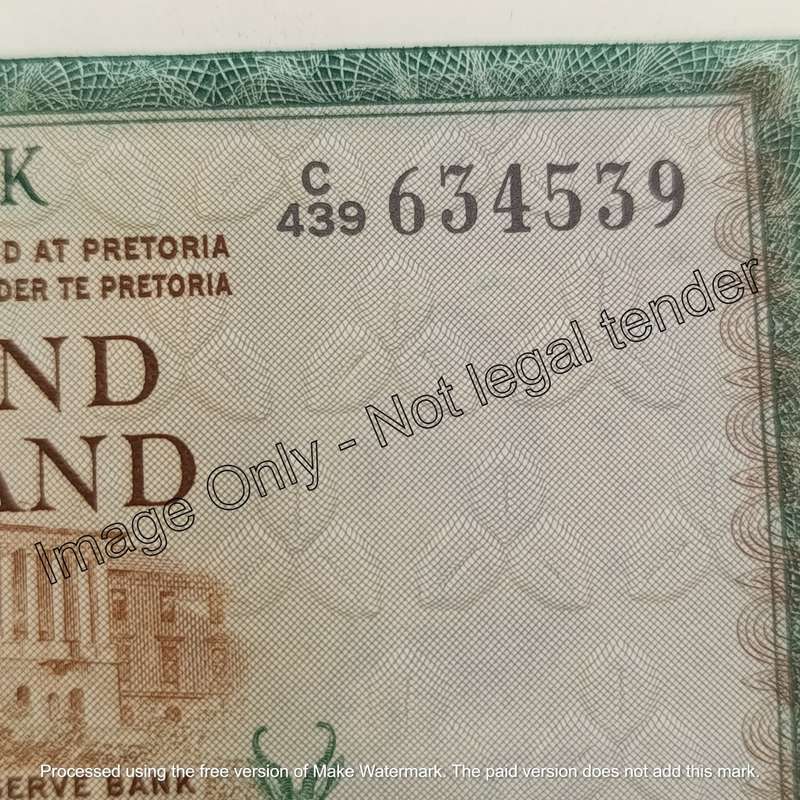 K
C
439 634539
D AT PRETORIA
DER TE PRETORIA
ND
AND
Image Only - Not legal tender
ERVE BANK
Processed using the free version of Make Watermark. The paid version does not add this mark.